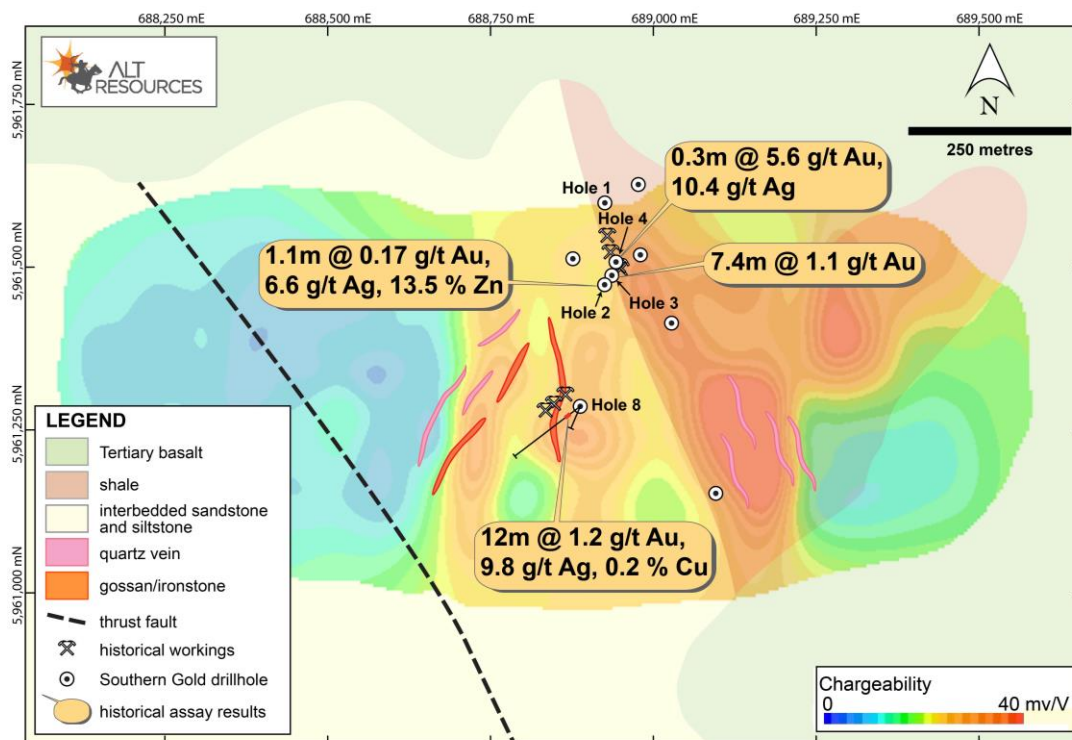 688,250 mE
688,500 mE
688,750 mE
689,000 mE
689,250 mE
689,500 mE
5,961,750 mN
5,961,500 mN
5,961,250 mN
5,961,000 mN
ALT
RESOURCES
N
250 metres
0.3m @ 5.6 g/t Au,
10.4 g/t Ag
Hole 1
Hole 4
1.1m @ 0.17 g/t Au,
6.6 g/t Ag, 13.5 % Zn
7.4m @ 1.1 g/t Au
Hole 2
Hole 3
Hole 8
12m @ 1.2 g/t Au,
9.8 g/t Ag, 0.2 % Cu
LEGEND
Tertiary basalt
shale
interbedded sandstone
and siltstone
quartz vein
gossan/ironstone
thrust fault
historical workings
Southern Gold drillhole
historical assay results
Chargeability
0
40 mv/V